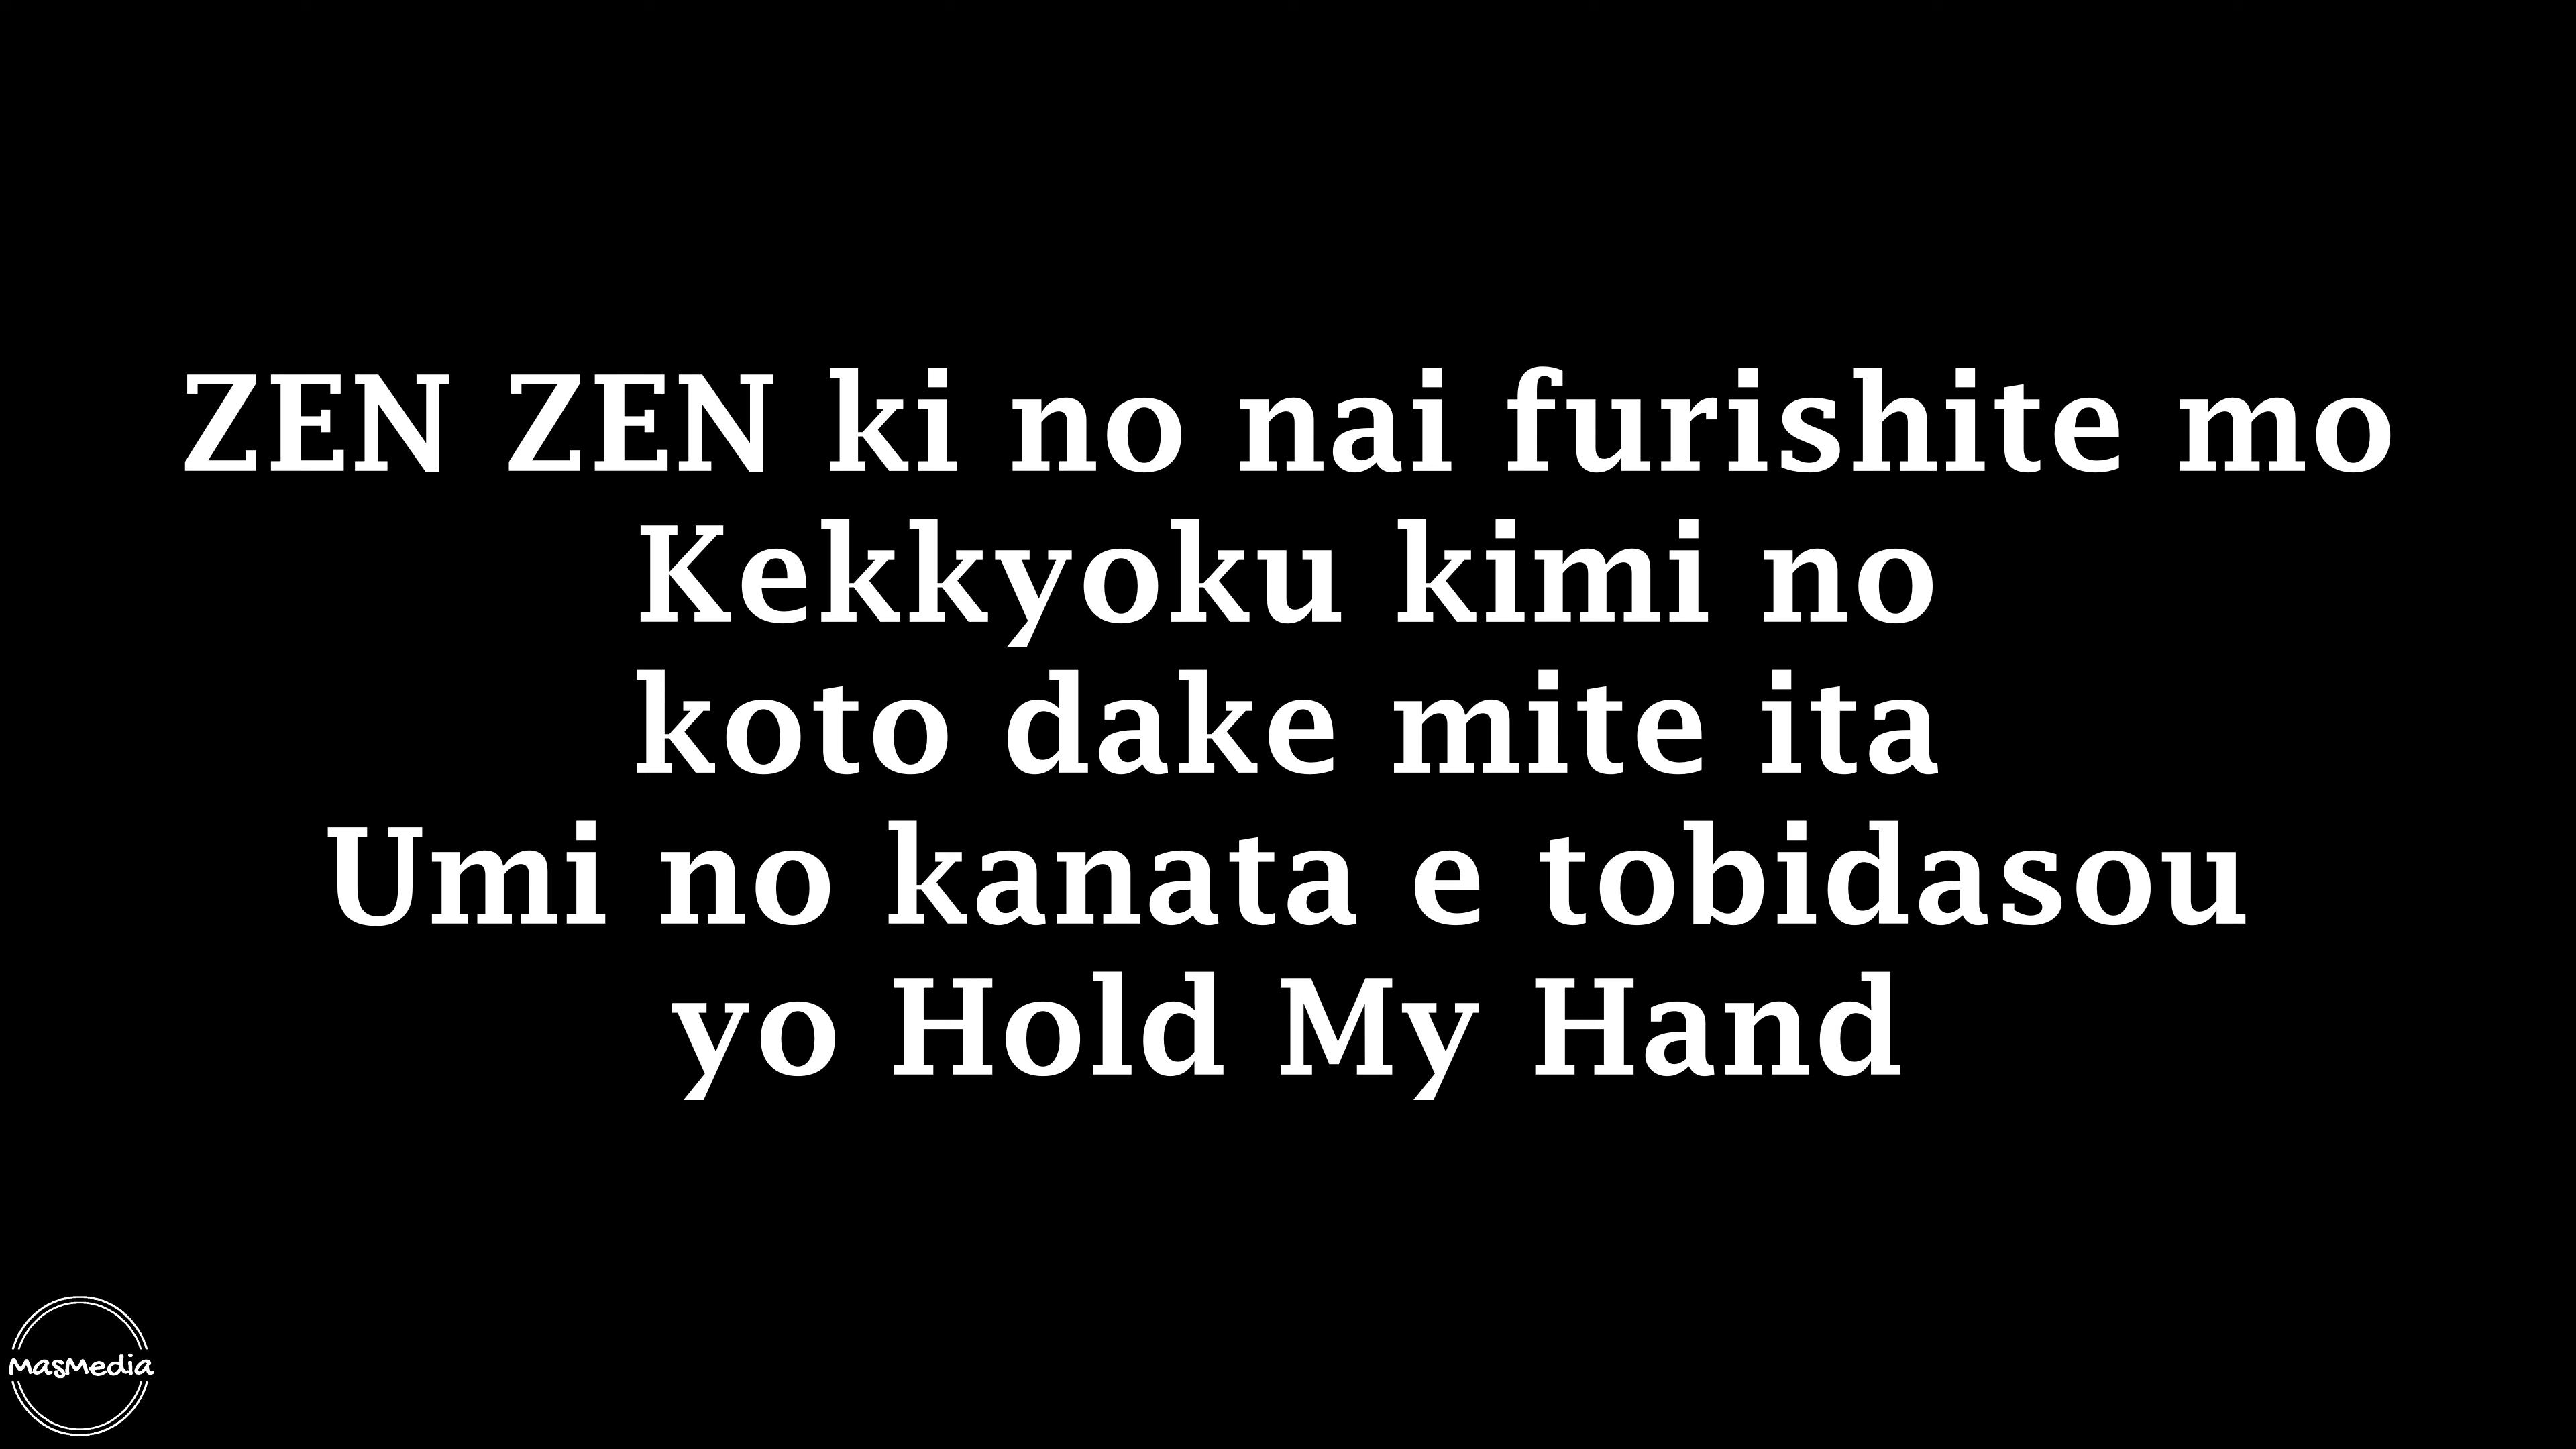 ZEN ZEN ki no nai furishite mo
Kekkyoku kimi no
koto dake mite ita
Umi no kanata e tobidasou
yo Hold My Hand
MasMedia